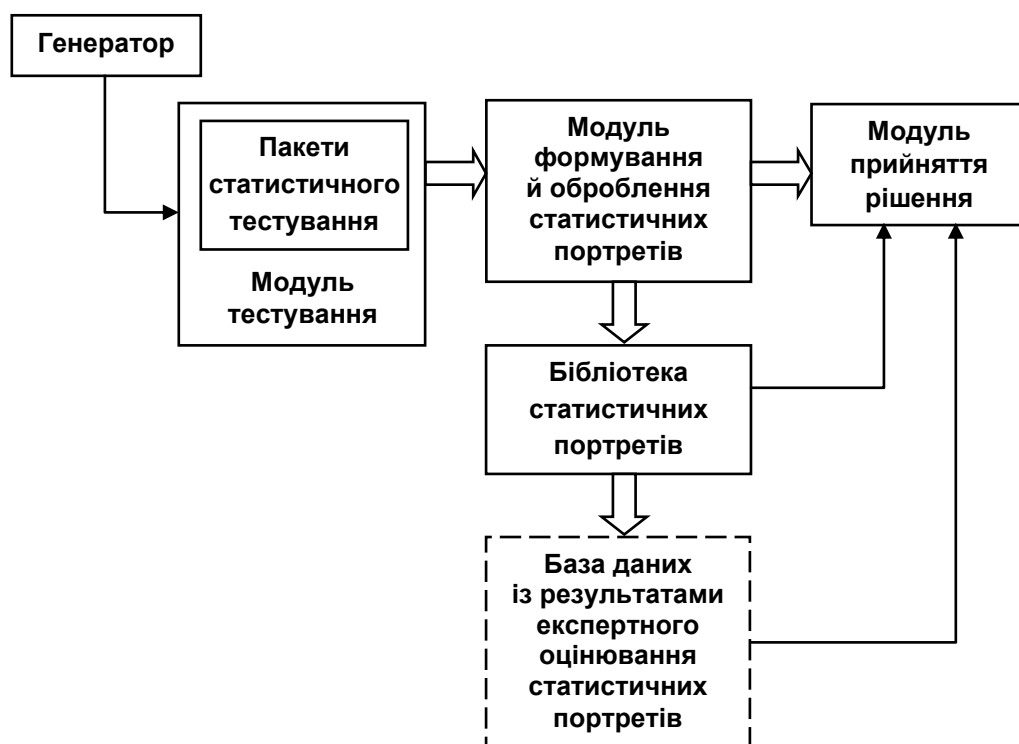 Генератор
Пакети
статистичного
тестування
Модуль
тестування
Модуль
формування
й оброблення
статистичних
портретів
Модуль
прийняття
рішення
Бібліотека
статистичних
портретів
База даних
із результатами
експертного
оцінювання
статистичних
портретів